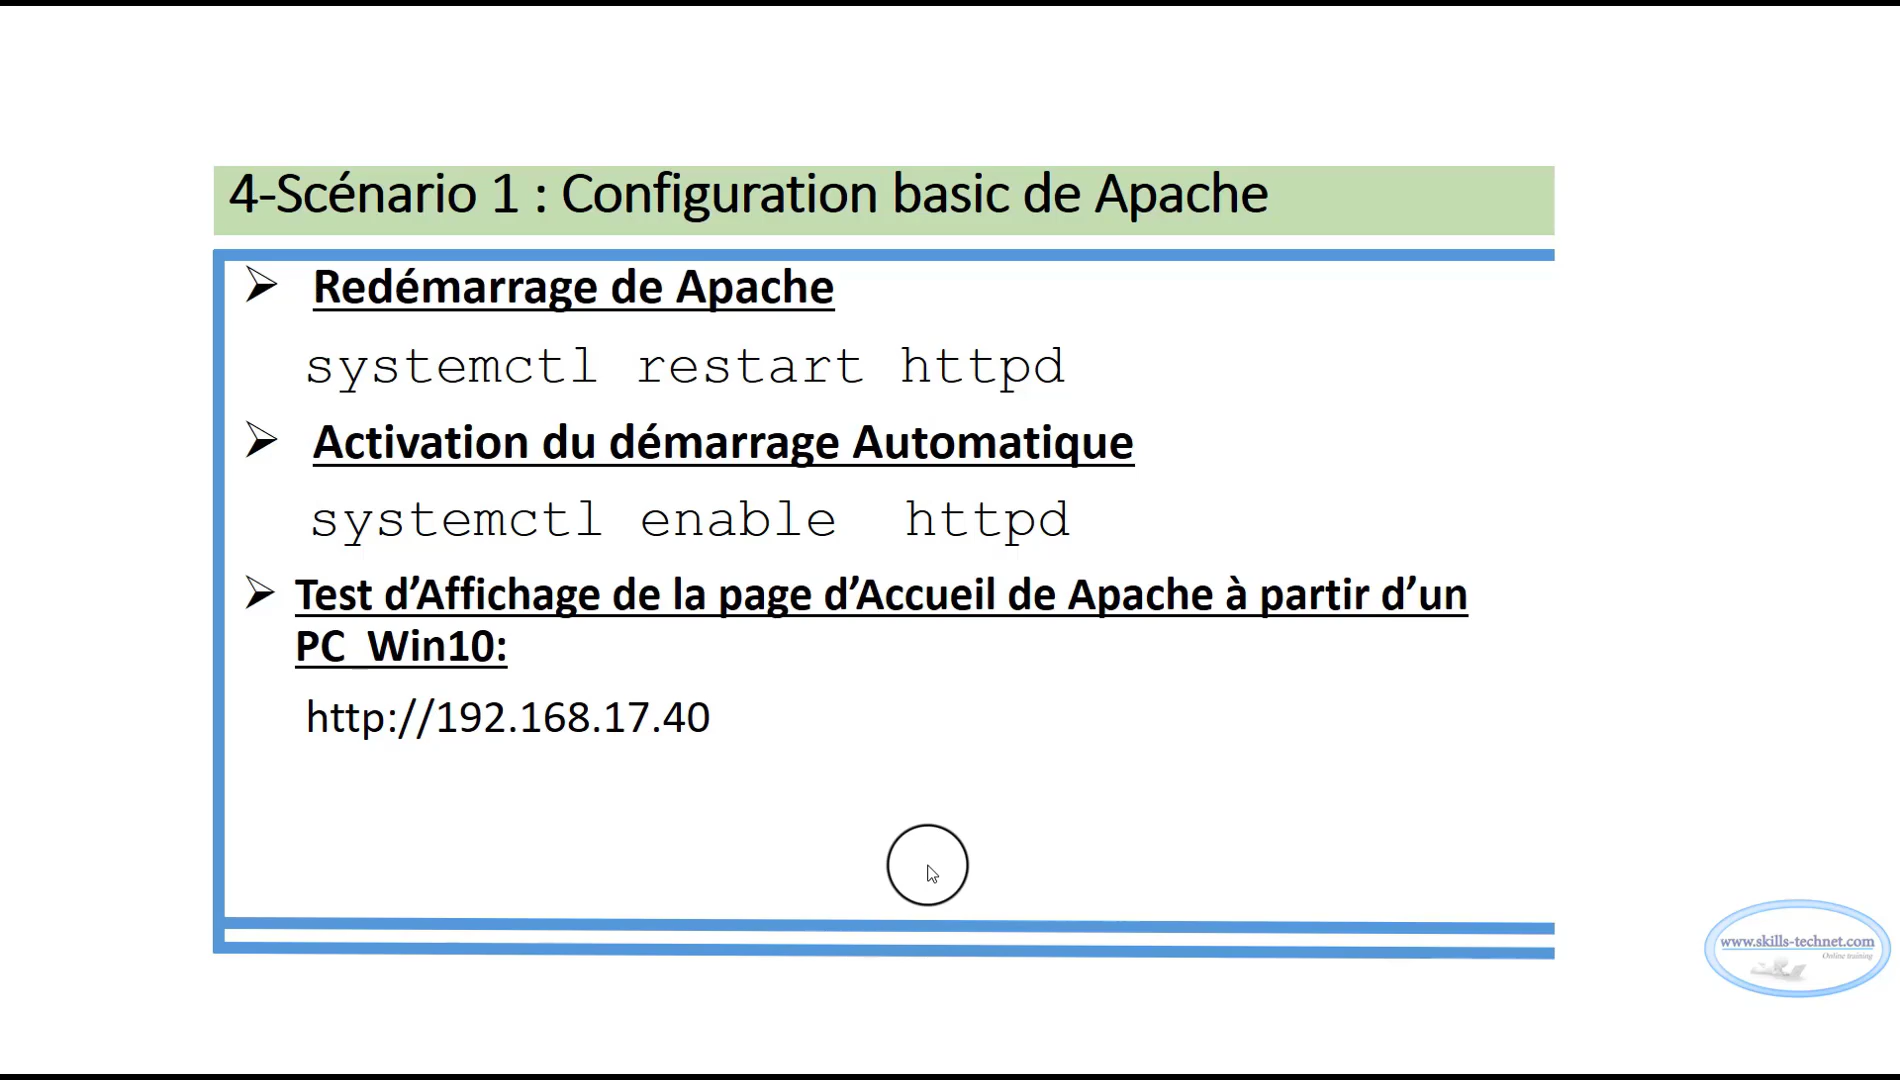 4-Scénario 1 : Configuration basic de Apache
Redémarrage de Apache
systemctl restart httpd
Activation du démarrage Automatique
systemctl enable  httpd
Test d’Affichage de la page d’Accueil de Apache à partir d’un
PC_Win10:
http://192.168.17.40
www.skills-technet.com
Online training